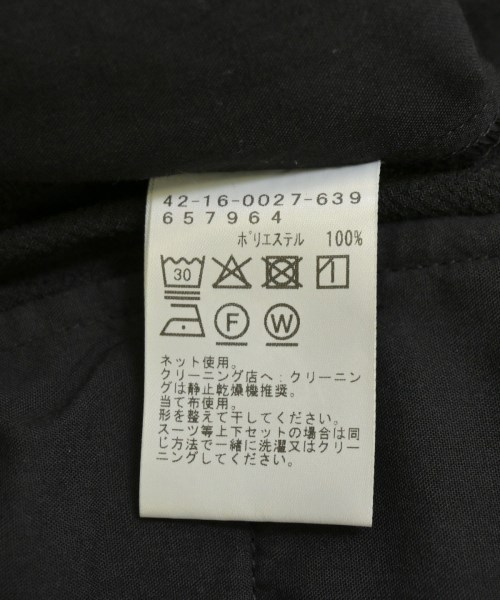 42-16-0027-639
657964
ポリエステル 100%
30
F W
ネット使用。
クリーニング店へ：クリーニン
グは静止乾燥機推奨。
当て布使用。
形を整えて干してください。
スーツ等上下セットの場合は同
じ方法で一緒に洗濯又はクリー
ニングしてください。